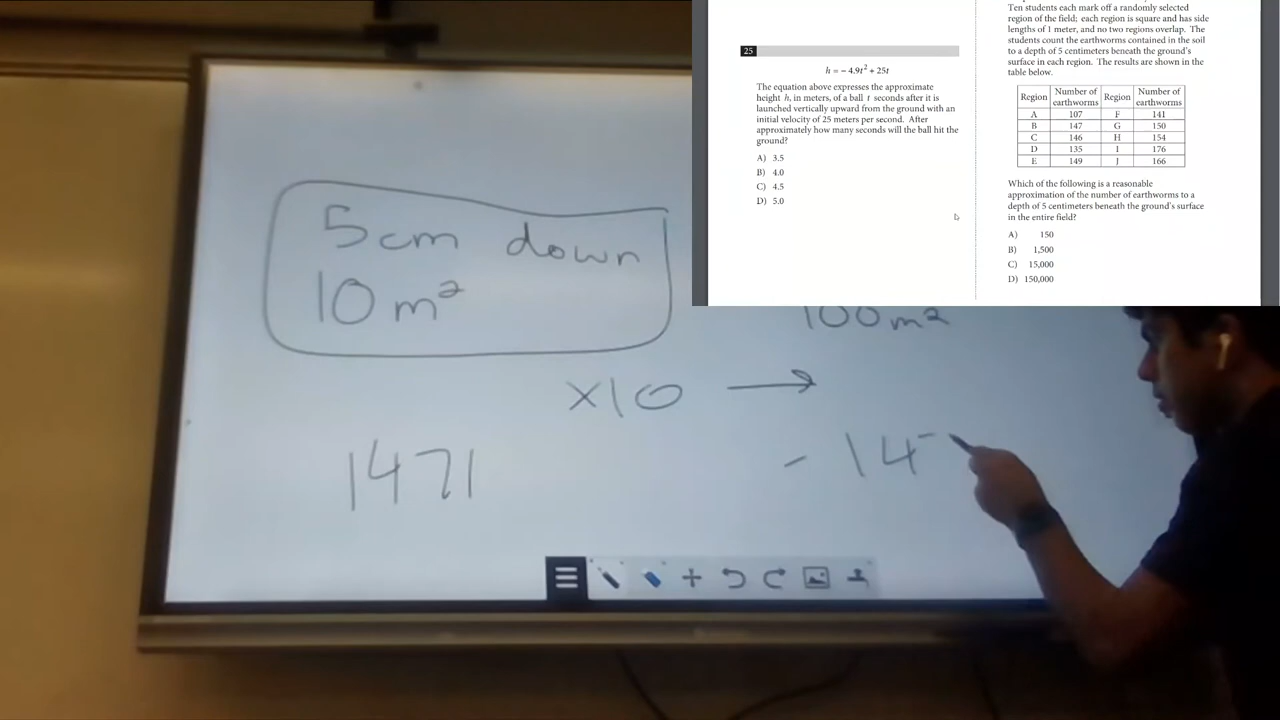 5cm down
10 m²
100m²
x10 →
1471
- 14
25
h = − 4.9t² + 25t
The equation above expresses the approximate
height h, in meters, of a ball t seconds after it is
launched vertically upward from the ground with an
initial velocity of 25 meters per second. After
approximately how many seconds will the ball hit the
ground?
A) 3.5
B) 4.0
C) 4.5
D) 5.0
Ten students each mark off a randomly selected
region of the field; each region is square and has side
lengths of 1 meter, and no two regions overlap. The
students count the earthworms contained in the soil
to a depth of 5 centimeters beneath the ground's
surface in each region. The results are shown in the
table below.
Region Number of earthworms Region Number of earthworms
A 107 F 141
B 147 G 150
C 146 H 154
D 135 I 176
E 149 J 166
Which of the following is a reasonable
approximation of the number of earthworms to a
depth of 5 centimeters beneath the ground's surface
in the entire field?
A) 150
B) 1,500
C) 15,000
D) 150,000